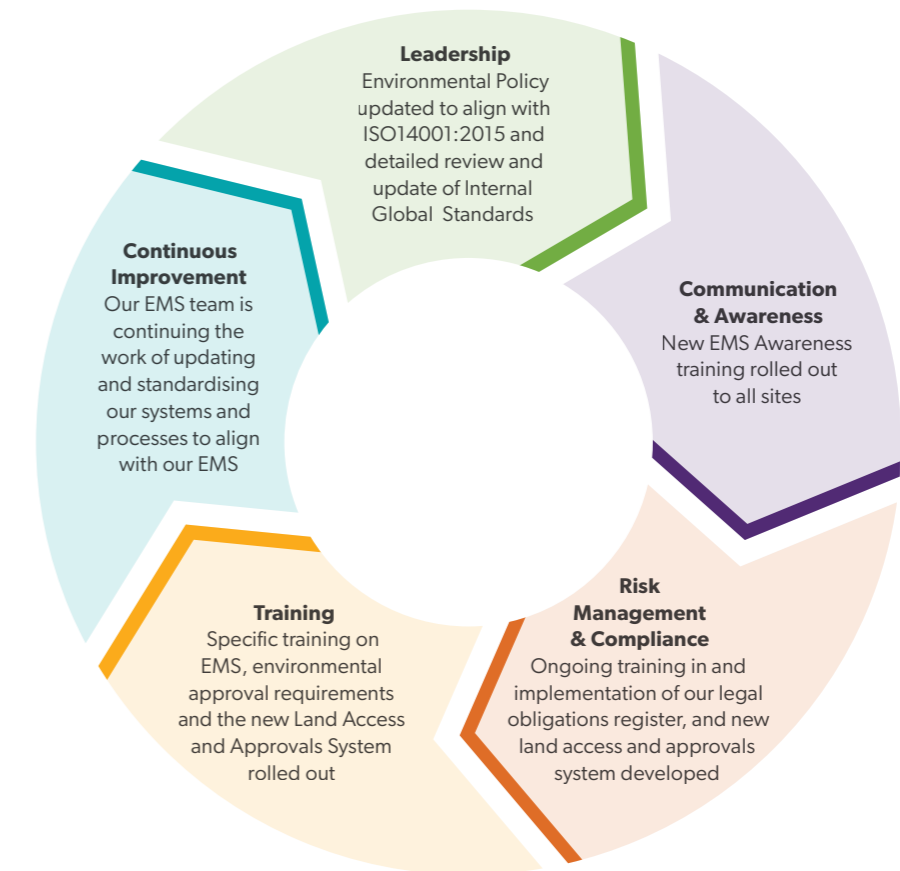 Leadership
Environmental Policy
updated to align with
ISO14001:2015 and
detailed review and
update of Internal
Global Standards
Communication
& Awareness
New EMS Awareness
training rolled out
to all sites
Risk
Management
& Compliance
Ongoing training in and
implementation of our legal
obligations register, and new
land access and approvals
system developed
Training
Specific training on
EMS, environmental
approval requirements
and the new Land Access
and Approvals System
rolled out
Continuous
Improvement
Our EMS team is
continuing the
work of updating
and standardising
our systems and
processes to align
with our EMS